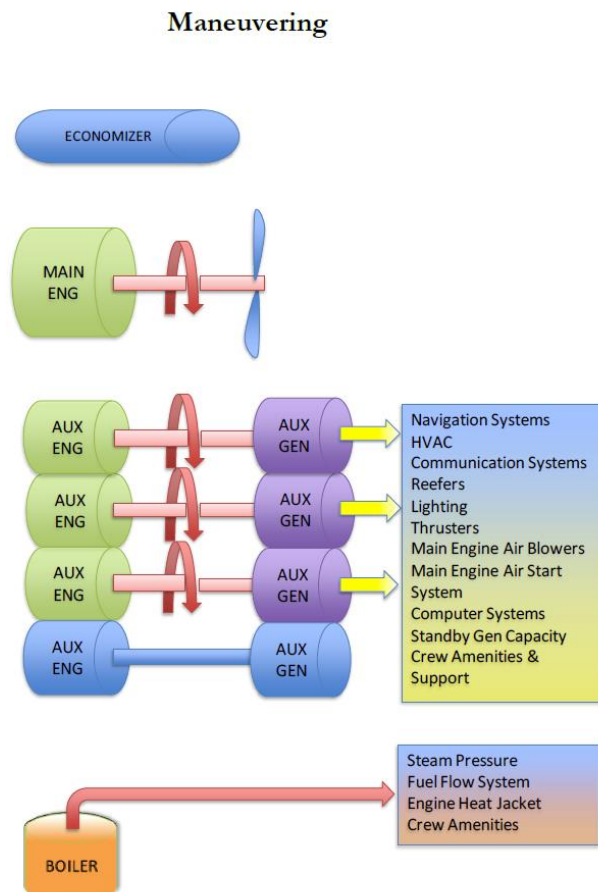 Maneuvering
ECONOMIZER
MAIN
ENG
AUX
ENG
AUX
GEN
AUX
ENG
AUX
GEN
AUX
ENG
AUX
GEN
AUX
ENG
AUX
GEN
Navigation Systems
HVAC
Communication Systems
Reefers
Lighting
Thrusters
Main Engine Air Blowers
Main Engine Air Start
System
Computer Systems
Standby Gen Capacity
Crew Amenities &
Support
Steam Pressure
Fuel Flow System
Engine Heat Jacket
Crew Amenities
BOILER